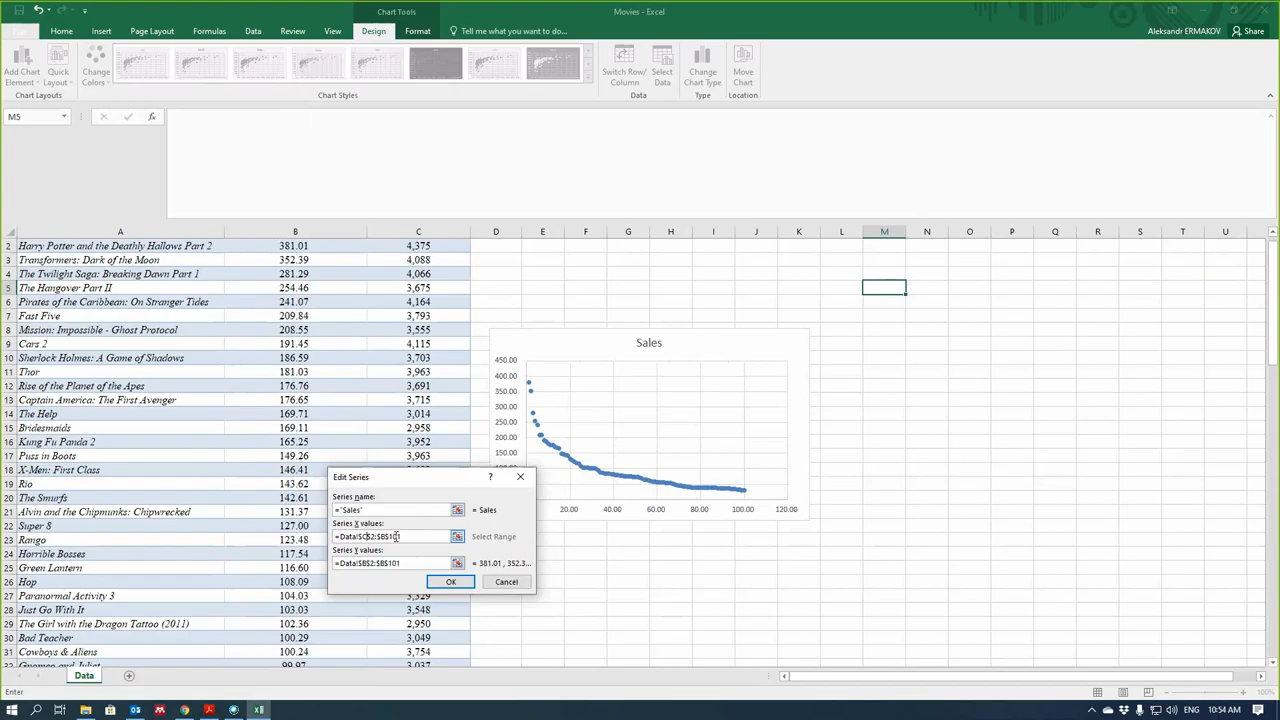 Chart Tools
Movies - Excel
Home
Insert
Page Layout
Formulas
Data
Review
View
Design
Format
Tell me what you want to do...
Aleksandr ERMAKOV
Share
Add Chart
Element
Quick
Layout
Change
Colors
Switch Row/
Column
Select
Data
Change
Chart Type
Move
Chart
Chart Layouts
Chart Styles
Data
Type
Location
M5
fx
A B C D E F G H I J K L M N O P Q R S T U
2 Harry Potter and the Deathly Hallows Part 2 381.01 4,375
3 Transformers: Dark of the Moon 352.39 4,088
4 The Twilight Saga: Breaking Dawn Part 1 281.29 4,066
5 The Hangover Part II 254.46 3,675
6 Pirates of the Caribbean: On Stranger Tides 241.07 4,164
7 Fast Five 209.84 3,793
8 Mission: Impossible - Ghost Protocol 208.55 3,555
9 Cars 2 191.45 4,115
10 Sherlock Holmes: A Game of Shadows 186.59 3,703
11 Thor 181.03 3,963
12 Rise of the Planet of the Apes 176.76 3,691
13 Captain America: The First Avenger 176.65 3,715
14 The Help 169.71 3,014
15 Bridesmaids 169.11 2,958
16 Kung Fu Panda 2 165.25 3,952
17 Puss in Boots 149.26 3,963
18 X-Men: First Class 146.41
19 Rio 143.62
20 The Smurfs 142.61
21 Alvin and the Chipmunks: Chipwrecked 131.37
22 Super 8 127.00
23 Rango 123.48
24 Horrible Bosses 117.54
25 Green Lantern 116.60
26 Hop 108.09
27 Paranormal Activity 3 104.03 3,329
28 Just Go With It 103.03 3,548
29 The Girl with the Dragon Tattoo (2011) 2,950
30 Bad Teacher 100.29 3,049
31 Cowboys & Aliens 100.24 3,754
32 Gnomeo and Juliet 99.97 3,037
Sales
450.00
400.00
350.00
300.00
250.00
200.00
150.00
20.00 40.00 60.00 80.00 100.00 120.00
Edit Series
?
Series name:
="Sales"
= Sales
Series X values:
=Data!$C$2:$B$101
Select Range
Series Y values:
=Data!$B$2:$B$101
= 381.01 , 352.3...
OK
Cancel
Data
Enter
100%
10:54 AM